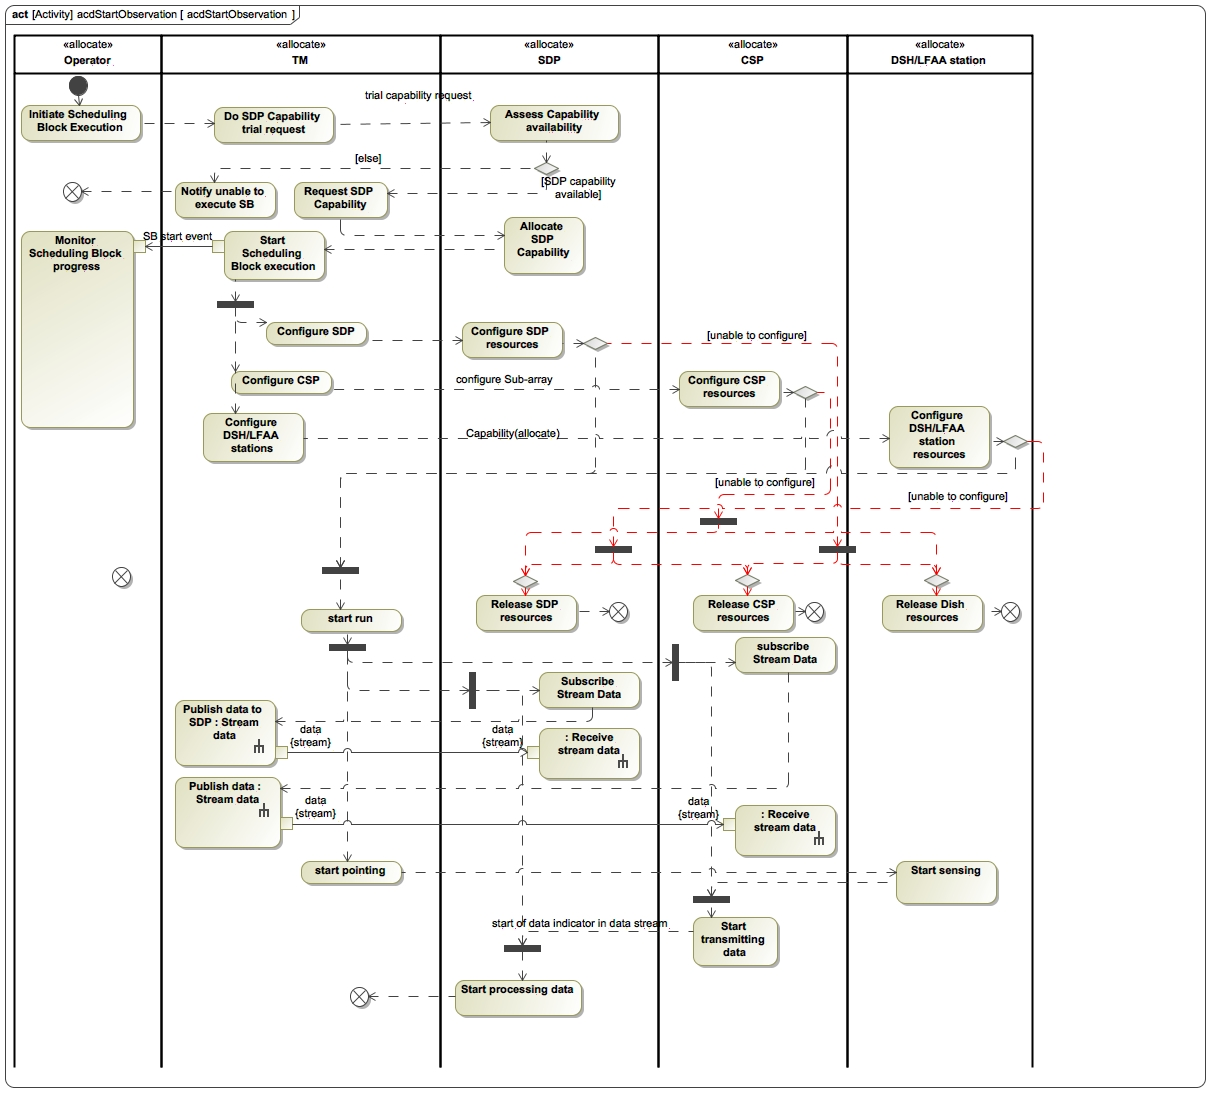 act [Activity] acdStartObservation [ acdStartObservation ]
«allocate»
Operator
«allocate»
TM
«allocate»
SDP
«allocate»
CSP
«allocate»
DSH/LFAA station
trial capability request
Initiate Scheduling
Block Execution
Do SDP Capability
trial request
Assess Capability
availability
[else]
[SDP capability
available]
Notify unable to
execute SB
Request SDP
Capability
Allocate
SDP
Capability
Monitor
Scheduling Block
progress
SB start event
Start
Scheduling
Block execution
Configure SDP
Configure SDP
resources
[unable to configure]
Configure CSP
configure Sub-array
Configure CSP
resources
Configure
DSH/LFAA
stations
Capability(allocate)
Configure
DSH/LFAA
station
resources
[unable to configure]
[unable to configure]
Release SDP
resources
Release CSP
resources
Release Dish
resources
start run
subscribe
Stream Data
Subscribe
Stream Data
Publish data to
SDP : Stream
data
data
{stream}
data
{stream}
: Receive
stream data
Publish data :
Stream data
data
{stream}
data
{stream}
: Receive
stream data
start pointing
Start sensing
start of data indicator in data stream
Start
transmitting
data
Start processing data